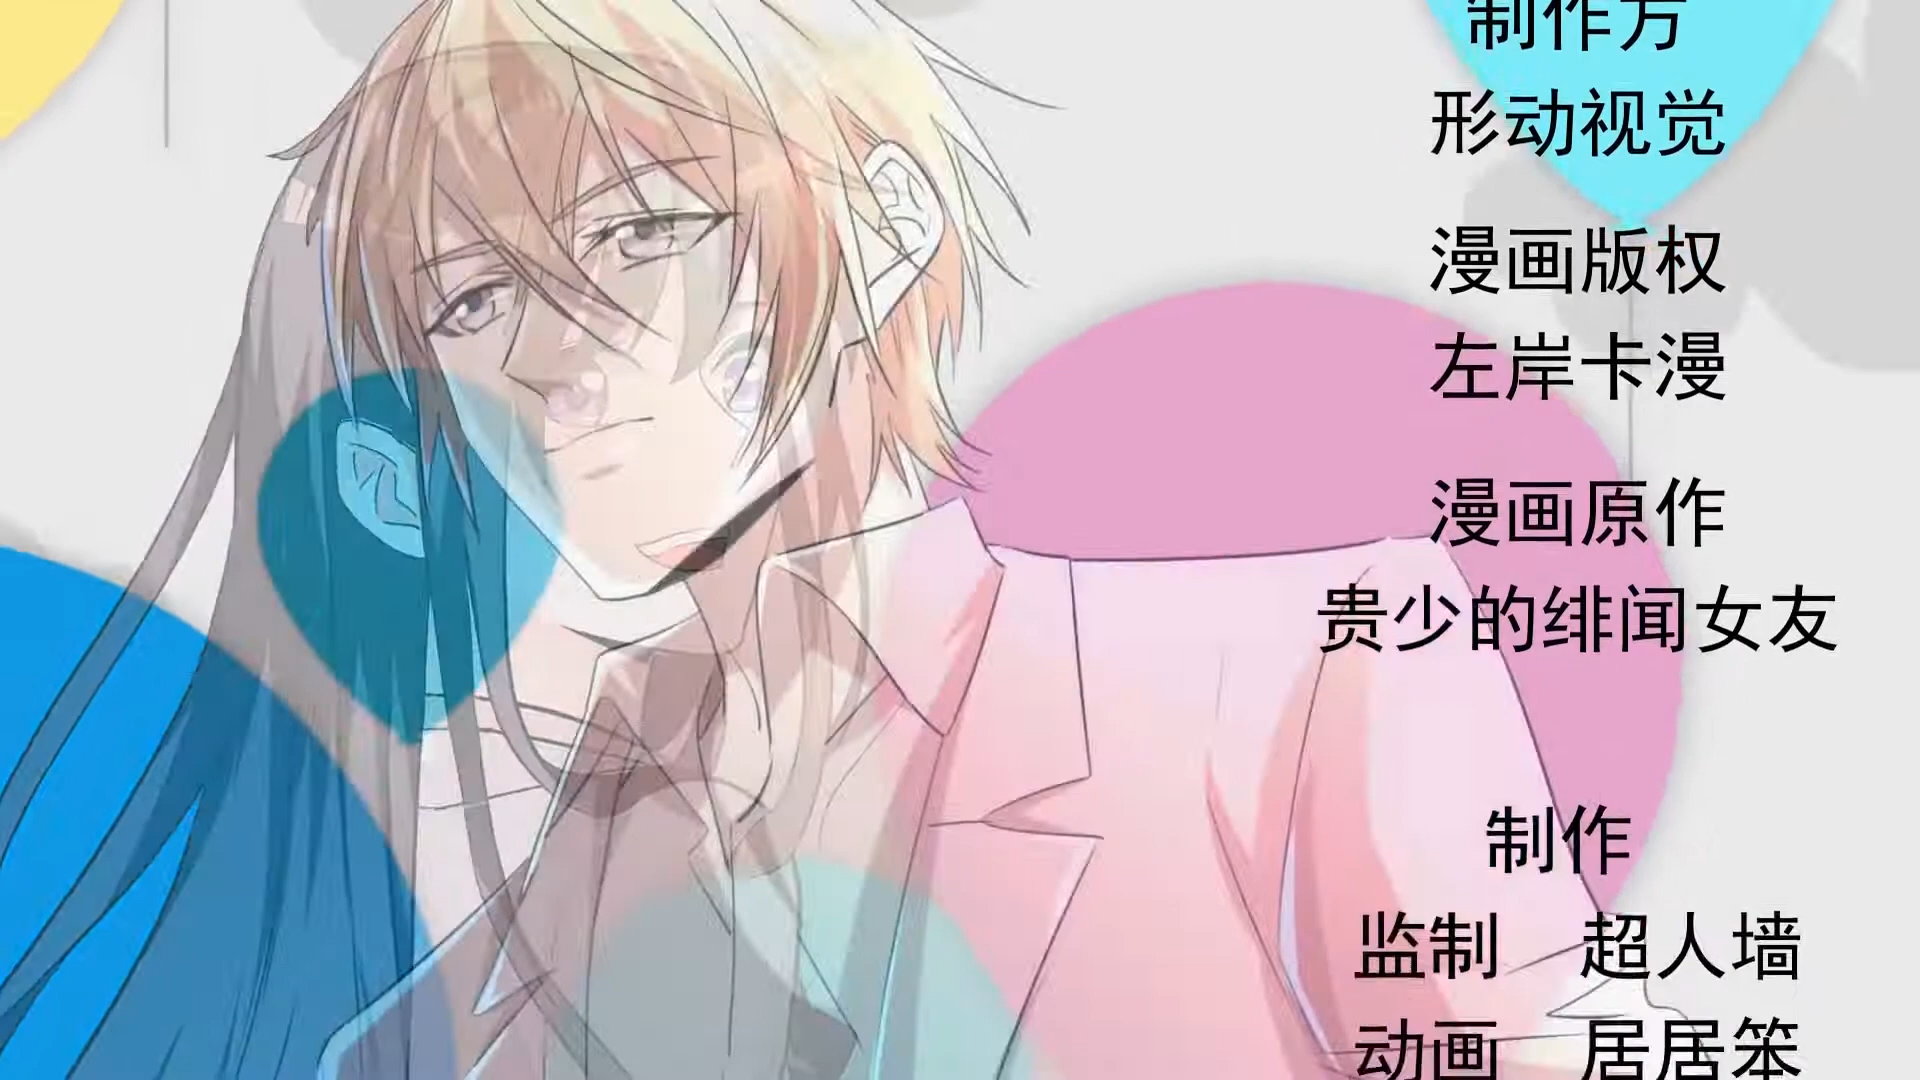 制作方
形动视觉
漫画版权
左岸卡漫
漫画原作
贵少的绯闻女友
制作
监制 超人墙
动画 居居笨